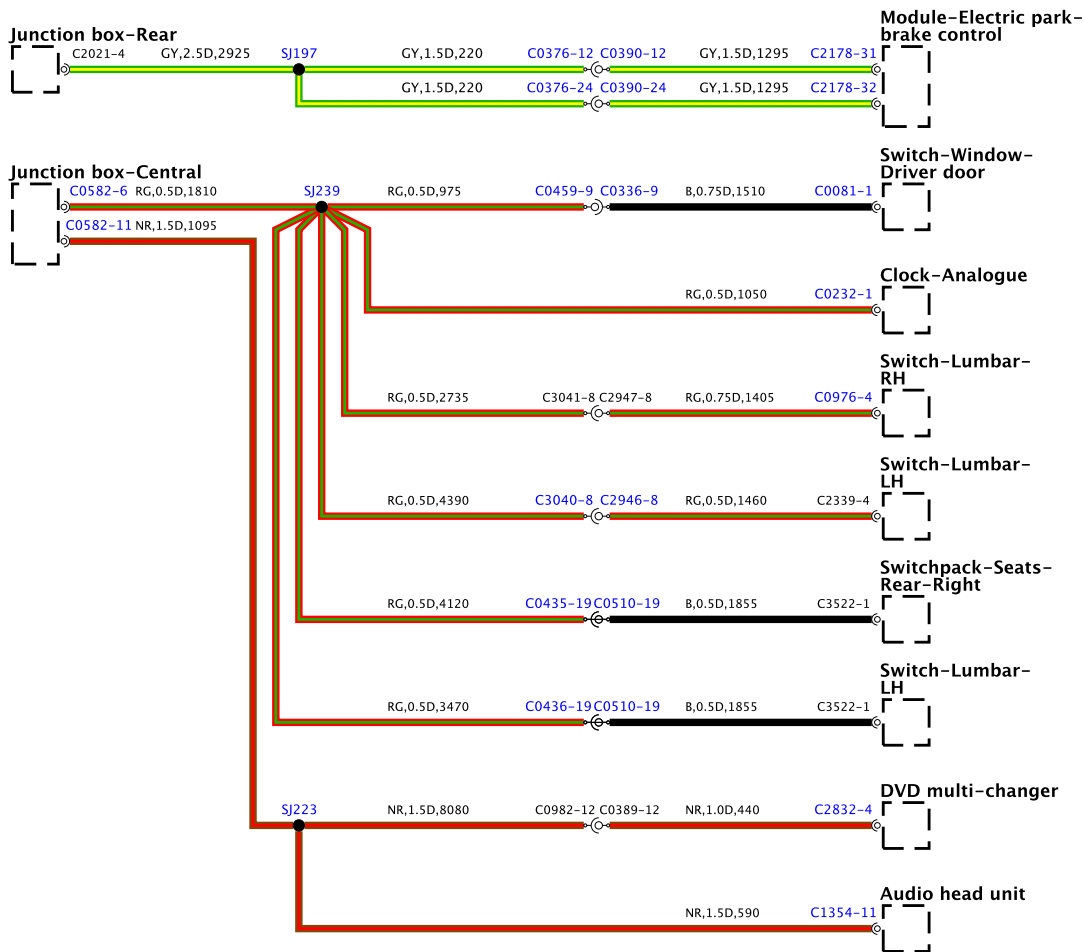 Module-Electric park-
brake control
Junction box-Rear
C2021-4 GY,2.5D,2925 SJ197 GY,1.5D,220 C0376-12 C0390-12 GY,1.5D,1295 C2178-31
GY,1.5D,220 C0376-24 C0390-24 GY,1.5D,1295 C2178-32
Switch-Window-
Driver door
Junction box-Central
C0582-6 RG,0.5D,1810 SJ239 RG,0.5D,975 C0459-9 C0336-9 B,0.75D,1510 C0081-1
C0582-11 NR,1.5D,1095
Clock-Analogue
RG,0.5D,1050 C0232-1
Switch-Lumbar-
RH
RG,0.5D,2735 C3041-8 C2947-8 RG,0.75D,1405 C0976-4
Switch-Lumbar-
LH
RG,0.5D,4390 C3040-8 C2946-8 RG,0.5D,1460 C2339-4
Switchpack-Seats-
Rear-Right
RG,0.5D,4120 C0435-19 C0510-19 B,0.5D,1855 C3522-1
Switch-Lumbar-
LH
RG,0.5D,3470 C0436-19 C0510-19 B,0.5D,1855 C3522-1
DVD multi-changer
SJ223 NR,1.5D,8080 C0982-12 C0389-12 NR,1.0D,440 C2832-4
Audio head unit
NR,1.5D,590 C1354-11